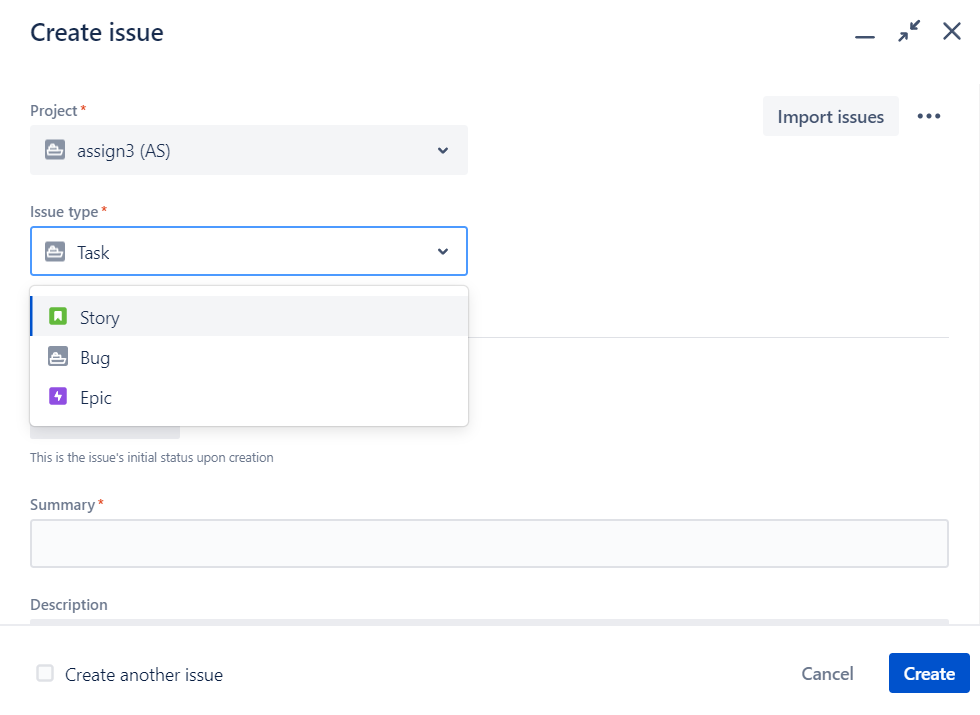 Create issue
Project *
Import issues
assign3 (AS)
Issue type *
Task
Story
Bug
Epic
This is the issue's initial status upon creation
Summary *
Description
Create another issue
Cancel
Create